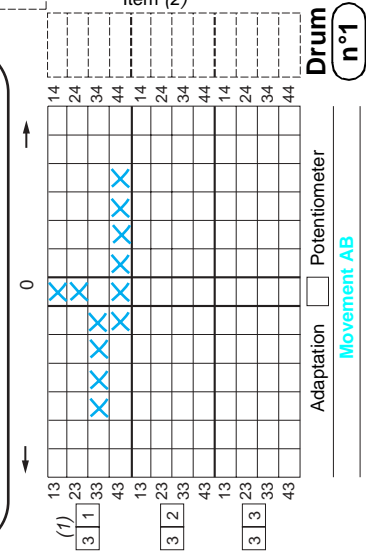 Item (2)
Drum
n°1
0
(1)
3 1
13 X 14
23 X 24
33 X X X X 34
43 X X X X X X 44
3 2
13 14
23 24
33 34
43 44
3 3
13 14
23 24
33 34
43 44
Adaptation Potentiometer
Movement AB